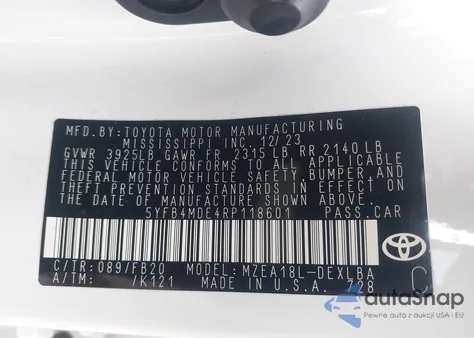 MFD.BY: TOYOTA MOTOR MANUFACTURING
MISSISSIPPI INC. 12/23
GVWR 3925LB GAWR FR 2315 LB RR 2140 LB
THIS VEHICLE CONFORMS TO ALL APPLICABLE
FEDERAL MOTOR VEHICLE SAFETY, BUMPER, AND
THEFT PREVENTION STANDARDS IN EFFECT ON
THE DATE OF MANUFACTURE SHOWN ABOVE.
5YFB4MDE4RP118601 PASS.CAR
C/TR: 089/FB20 MODEL: MZEA18L-DEXLBA
A/TM: /K121 MADE IN U.S.A. 728
TOYOTA
C
autoSnap
Pewne auta z USA i EU